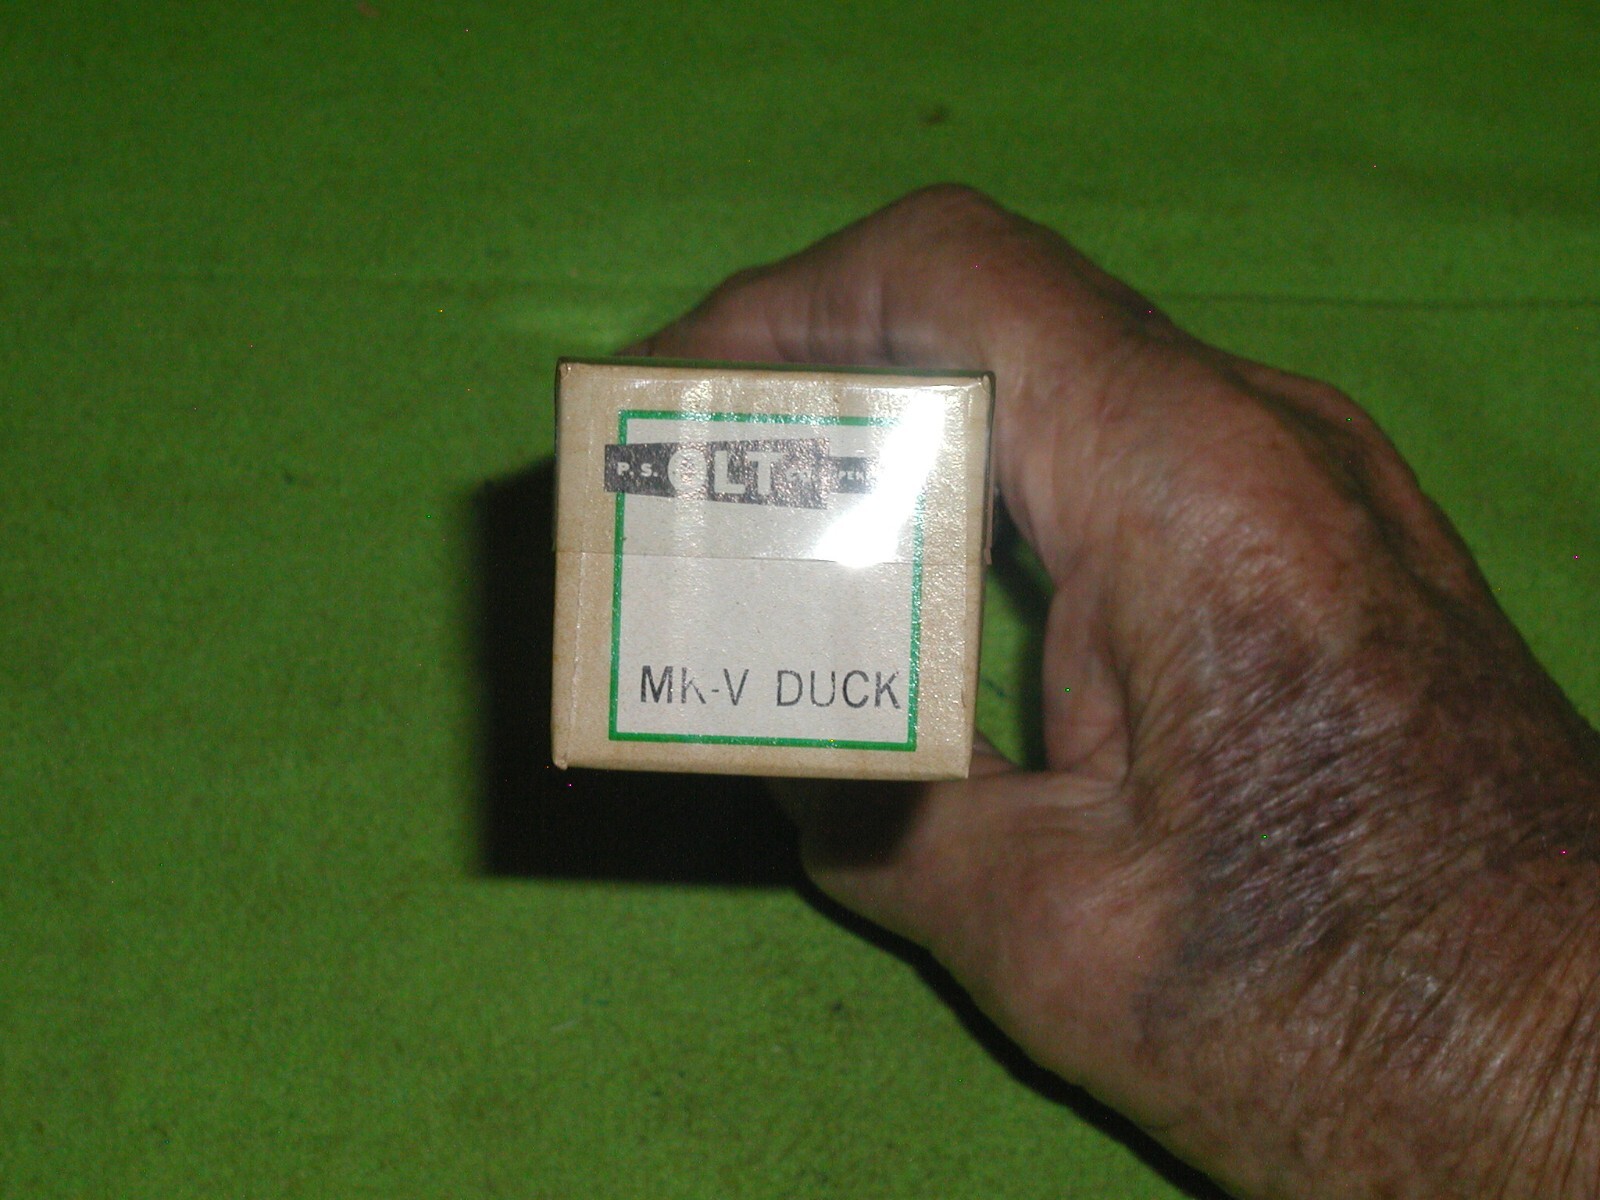 P. S. OLT
MK-V DUCK